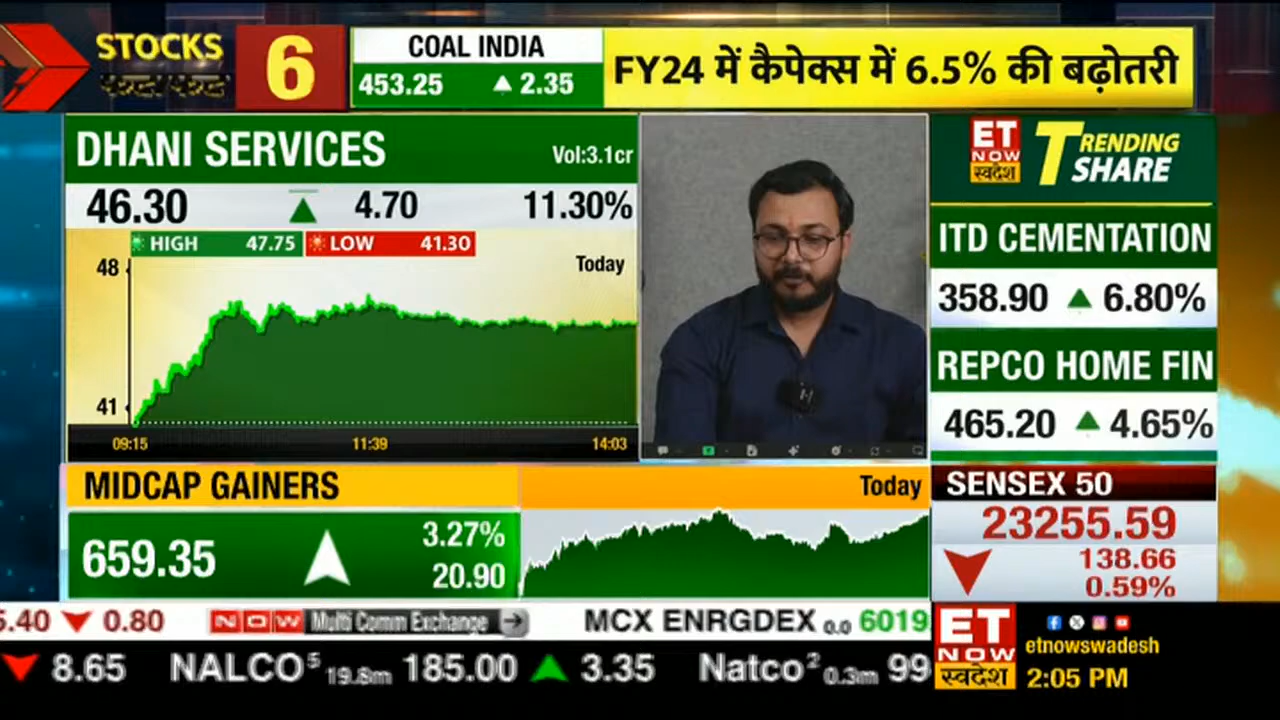 STOCKS
6
COAL INDIA
453.25 ▲ 2.35
FY24 में कैपेक्स में 6.5% की बढ़ोतरी
DHANI SERVICES Vol:3.1cr
46.30 ▲ 4.70 11.30%
HIGH 47.75 LOW 41.30
Today
48
41
09:15 11:39 14:03
ET NOW स्वदेश
TRENDING SHARE
ITD CEMENTATION
358.90 ▲ 6.80%
REPCO HOME FIN
465.20 ▲ 4.65%
MIDCAP GAINERS Today
659.35 ▲ 3.27%
20.90
SENSEX 50
23255.59
▼ 138.66
0.59%
5.40 ▼ 0.80 NOW Multi Comm Exchange MCX ENRGDEX 0.0 6019
▼ 8.65 NALCO 5 19.8m 185.00 ▲ 3.35 Natco 2 0.3m 99
ET NOW स्वदेश
etnowswadesh
2:05 PM